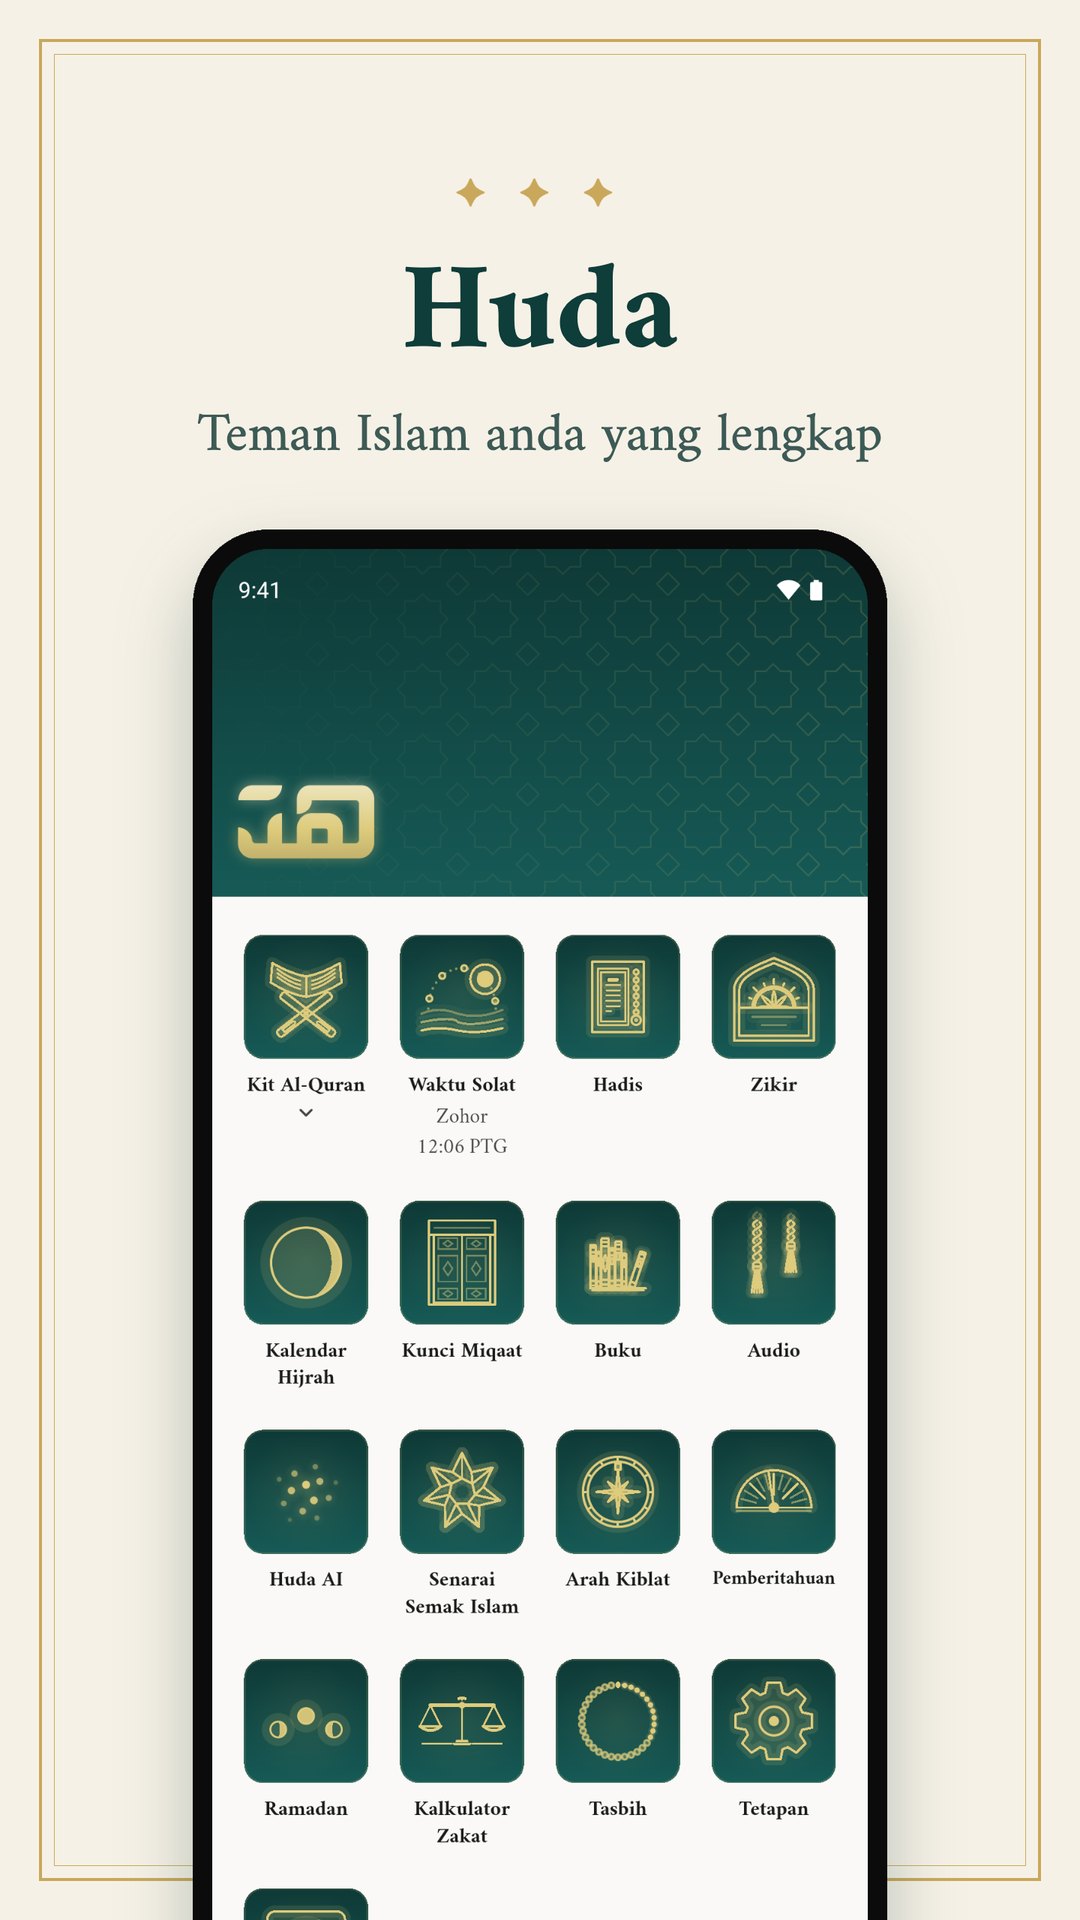 Huda
Teman Islam anda yang lengkap
9:41
هدى
Kit Al-Quran
Waktu Solat
Zohor
12:06 PTG
Hadis
Zikir
Kalendar
Hijrah
Kunci Miqaat
Buku
Audio
Huda AI
Senarai
Semak Islam
Arah Kiblat
Pemberitahuan
Ramadan
Kalkulator
Zakat
Tasbih
Tetapan